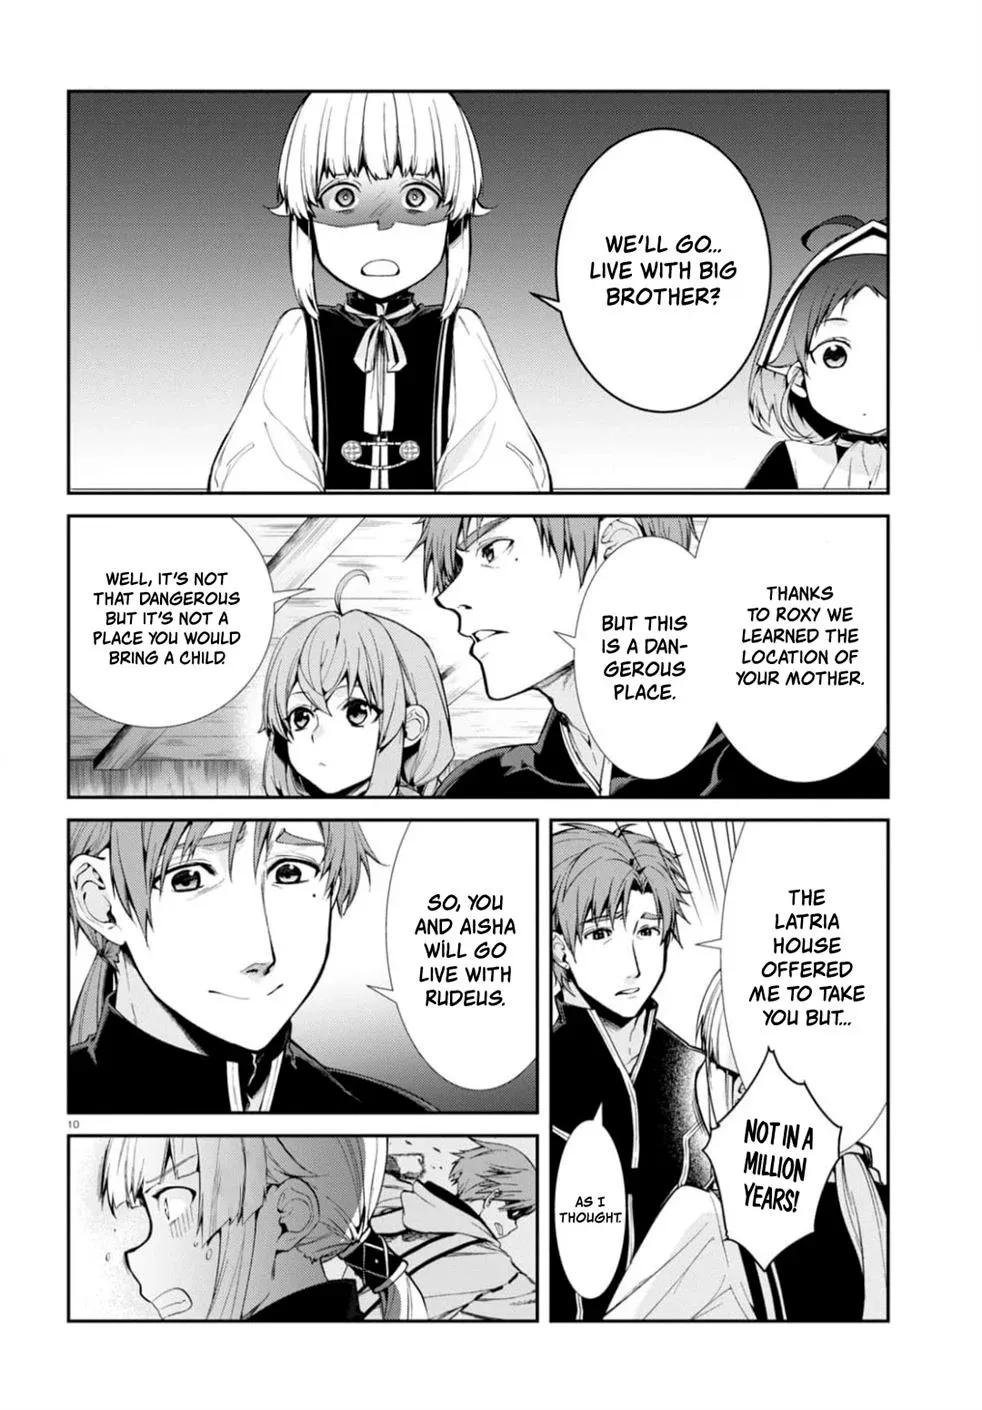 WE'LL GO...
LIVE WITH BIG
BROTHER?
THANKS
TO ROXY WE
LEARNED THE
LOCATION OF
YOUR MOTHER.
BUT THIS
IS A DAN-
GEROUS
PLACE.
WELL, IT'S NOT
THAT DANGEROUS
BUT IT'S NOT A
PLACE YOU WOULD
BRING A CHILD.
THE
LATRIA
HOUSE
OFFERED
ME TO TAKE
YOU BUT...
NOT IN A
MILLION
YEARS!
AS I
THOUGHT.
SO, YOU
AND AISHA
WILL GO
LIVE WITH
RUDEUS.
10